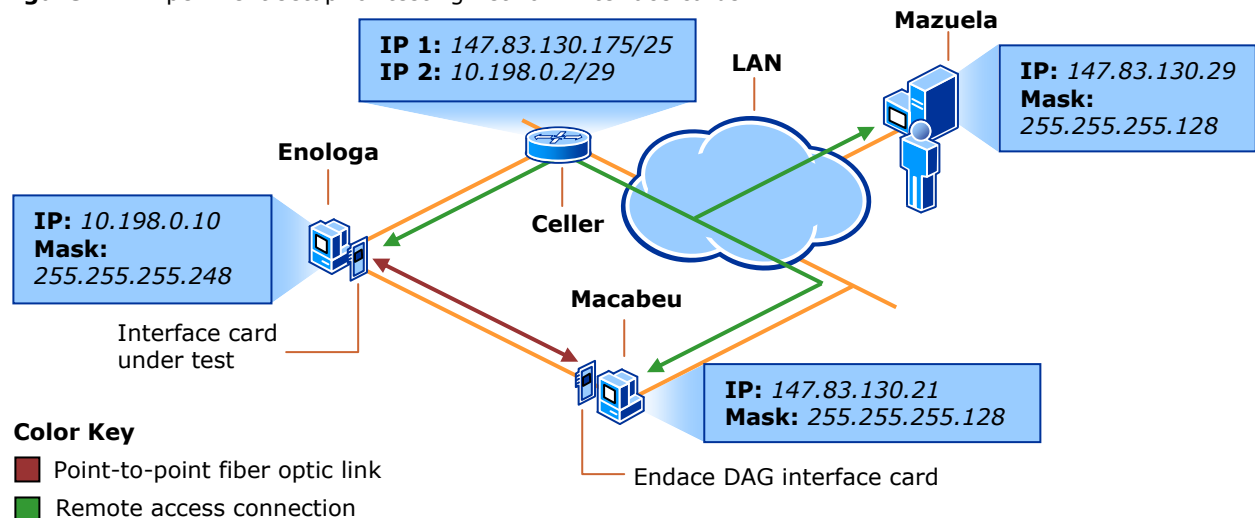 Mazuela
IP 1: 147.83.130.175/25
IP 2: 10.198.0.2/29
LAN
IP: 147.83.130.29
Mask:
255.255.255.128
Enologa
Celler
IP: 10.198.0.10
Mask:
255.255.255.248
Macabeu
Interface card
under test
IP: 147.83.130.21
Mask: 255.255.255.128
Color Key
Point-to-point fiber optic link
Endace DAG interface card
Remote access connection